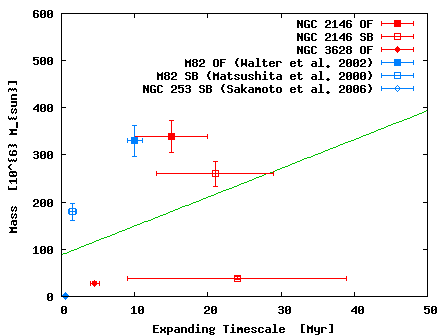 NGC 2146 OF
NGC 2146 SB
NGC 3628 OF
M82 OF (Walter et al. 2002)
M82 SB (Matsushita et al. 2000)
NGC 253 SB (Sakamoto et al. 2006)
Mass [10^{6} M_{sun}]
600
500
400
300
200
100
0
0 10 20 30 40 50
Expanding Timescale [Myr]